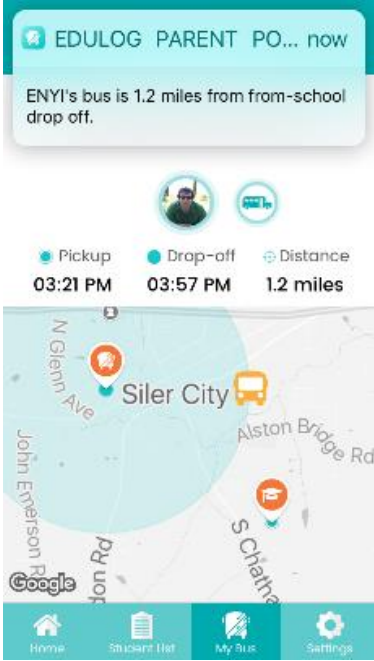 EDULOG PARENT PO... now
ENYI's bus is 1.2 miles from from-school
drop off.
Pickup
Drop-off
Distance
03:21 PM
03:57 PM
1.2 miles
N Glenn Ave
Siler City
Alston Bridge Rd
John Emerson R
don Rd
S Chatha
Google
Home
Student List
My Bus
Settings